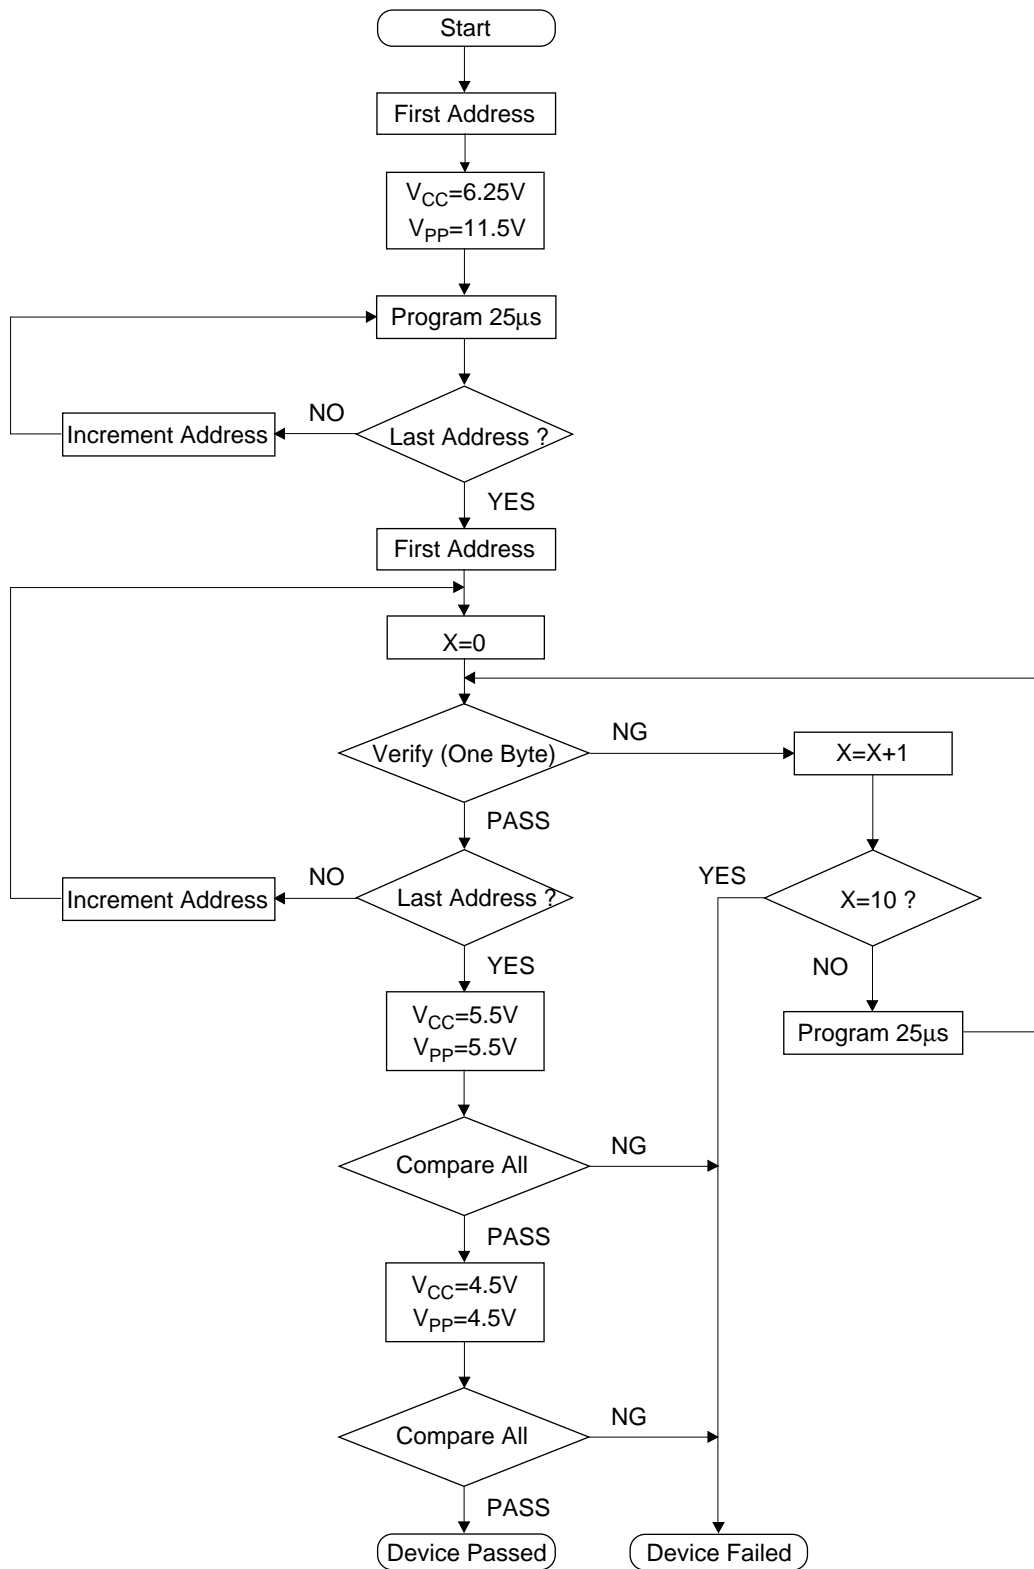 Start
First Address
VCC=6.25V
VPP=11.5V
Program 25μs
NO
Increment Address
Last Address ?
YES
First Address
X=0
NG
Verify (One Byte)
X=X+1
PASS
NO
YES
Increment Address
Last Address ?
X=10 ?
YES
NO
VCC=5.5V
VPP=5.5V
Program 25μs
NG
Compare All
PASS
VCC=4.5V
VPP=4.5V
NG
Compare All
PASS
Device Passed
Device Failed